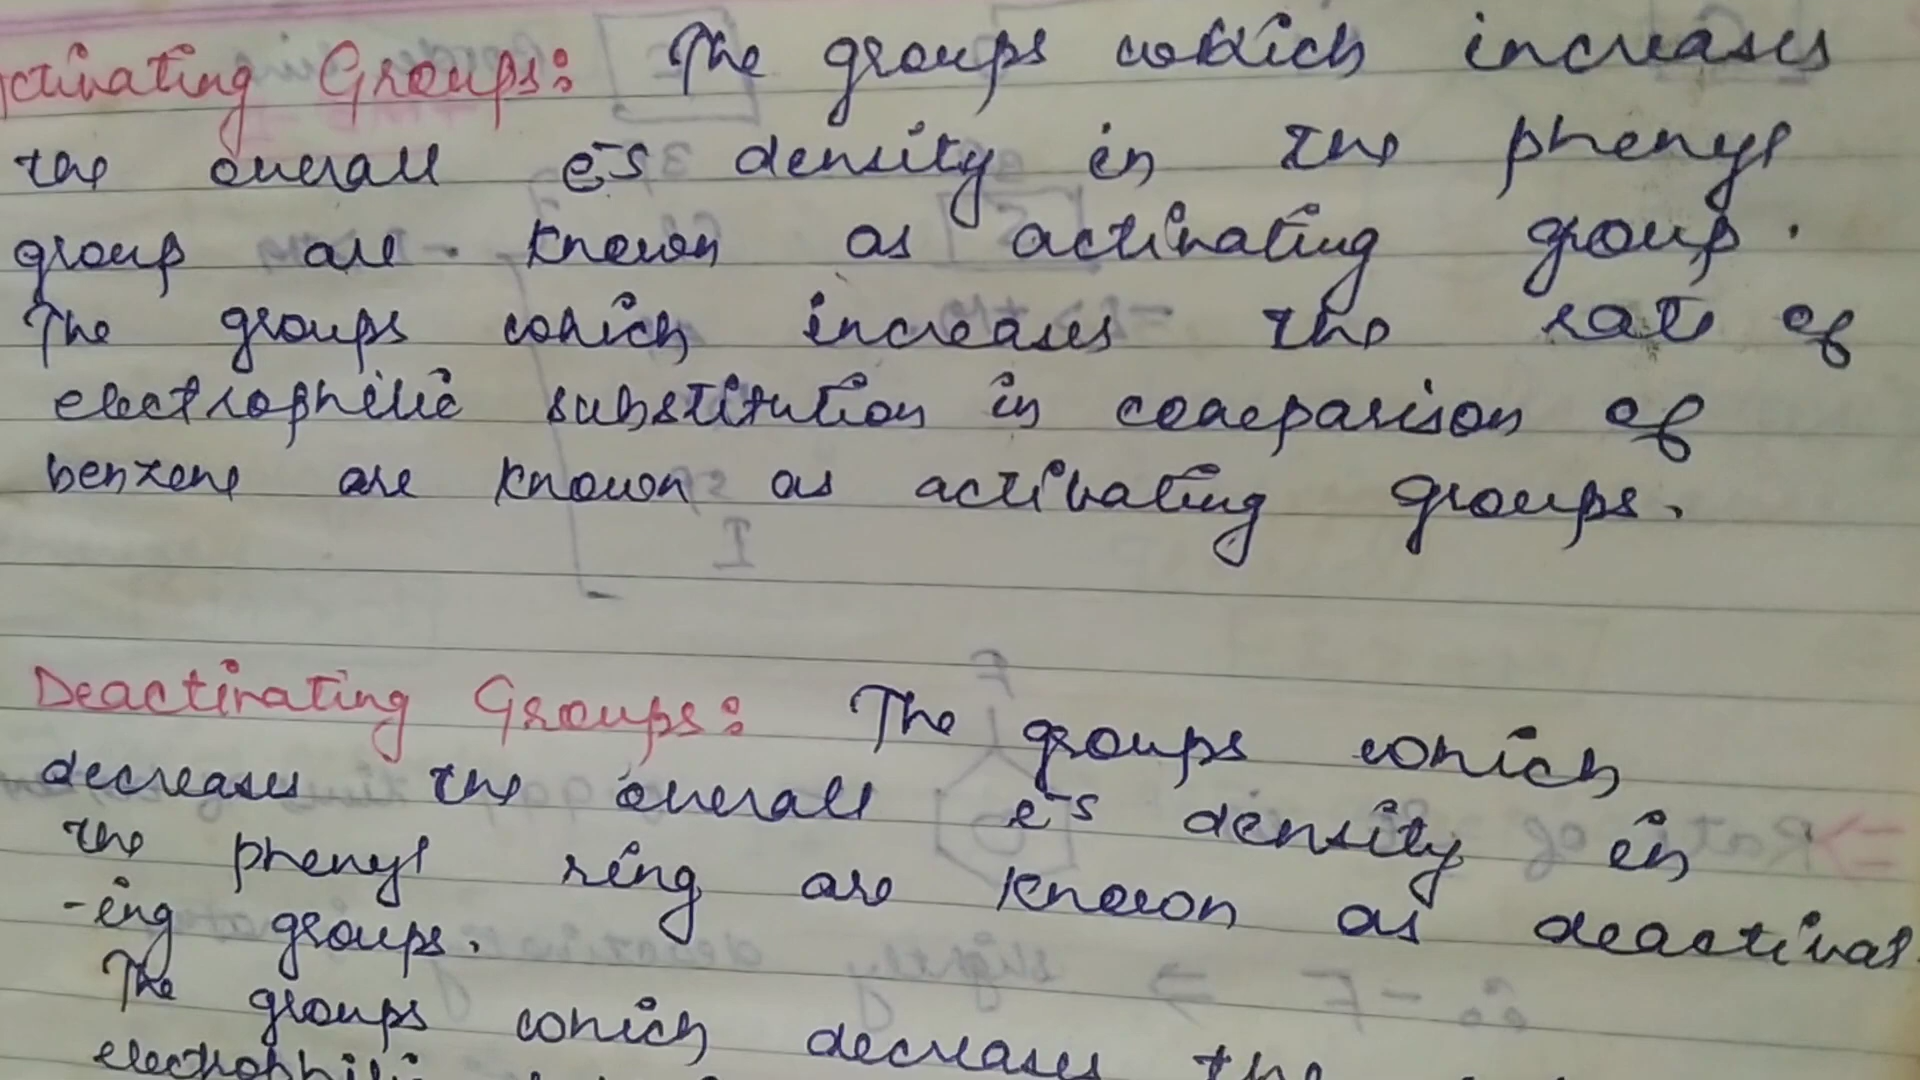 ctivating Groups: The groups which increases
the overall e⁻s density in the phenyl
group are known as activating group.
The groups which increases the rate of
electrophilic substitution in comparison of
benzene are known as activating groups.
Deactivating Groups: The groups which
decreases the overall e⁻s density in
the phenyl ring are known as deactivat
-ing groups.
The groups which decreases the
electrophilic